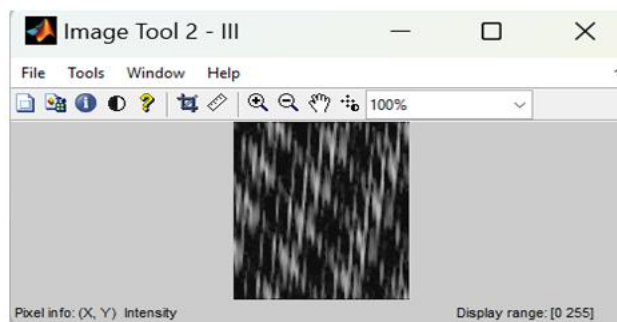 Image Tool 2 - III
File Tools Window Help
100%
Pixel info: (X, Y) Intensity Display range: [0 255]